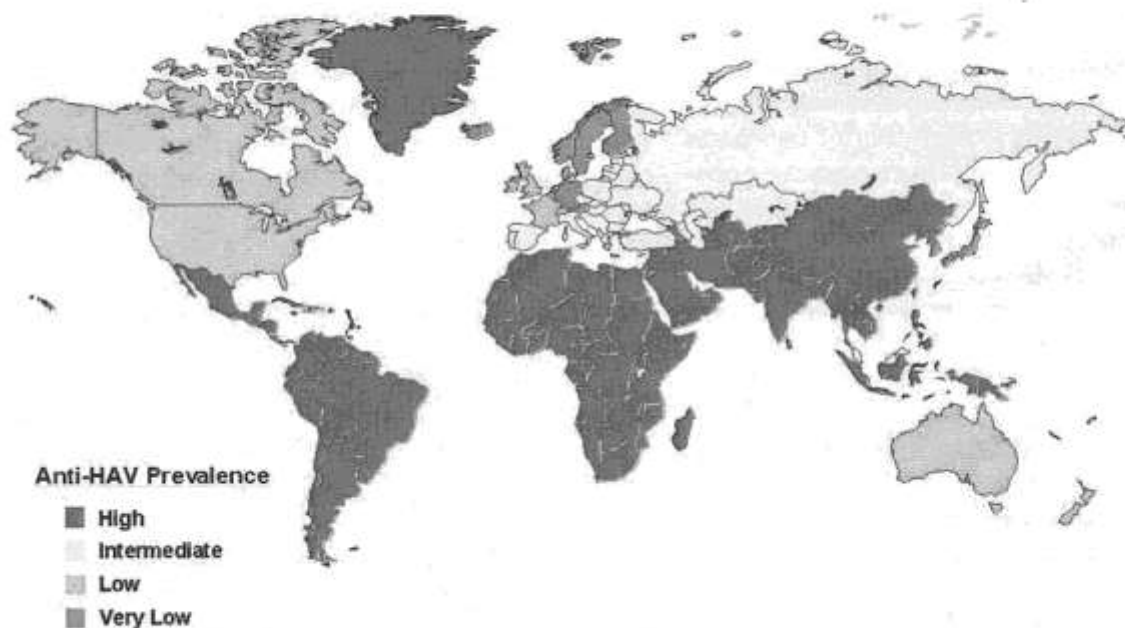 Anti-HAV Prevalence
High
Intermediate
Low
Very Low